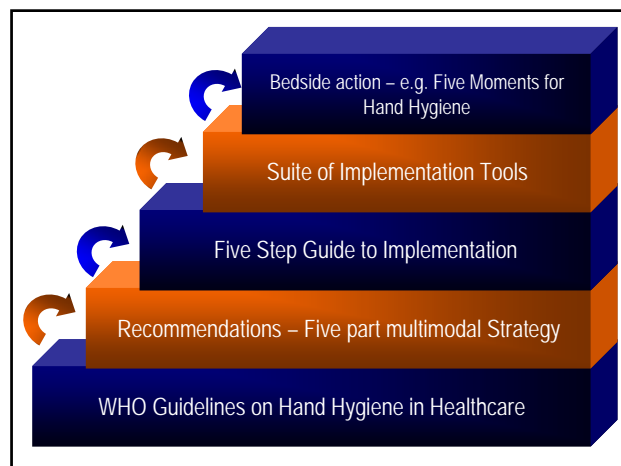 Bedside action – e.g. Five Moments for
Hand Hygiene
Suite of Implementation Tools
Five Step Guide to Implementation
Recommendations – Five part multimodal Strategy
WHO Guidelines on Hand Hygiene in Healthcare